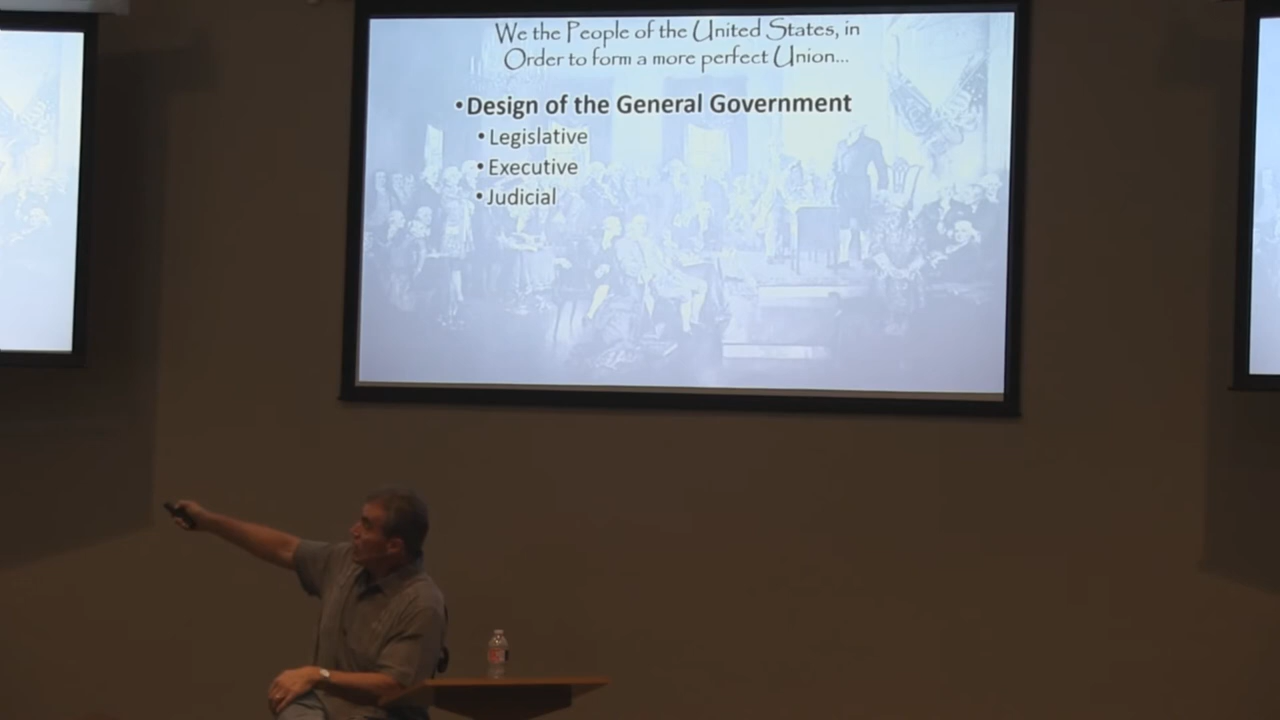 We the People of the United States, in
Order to form a more perfect Union...
•Design of the General Government
•Legislative
•Executive
•Judicial